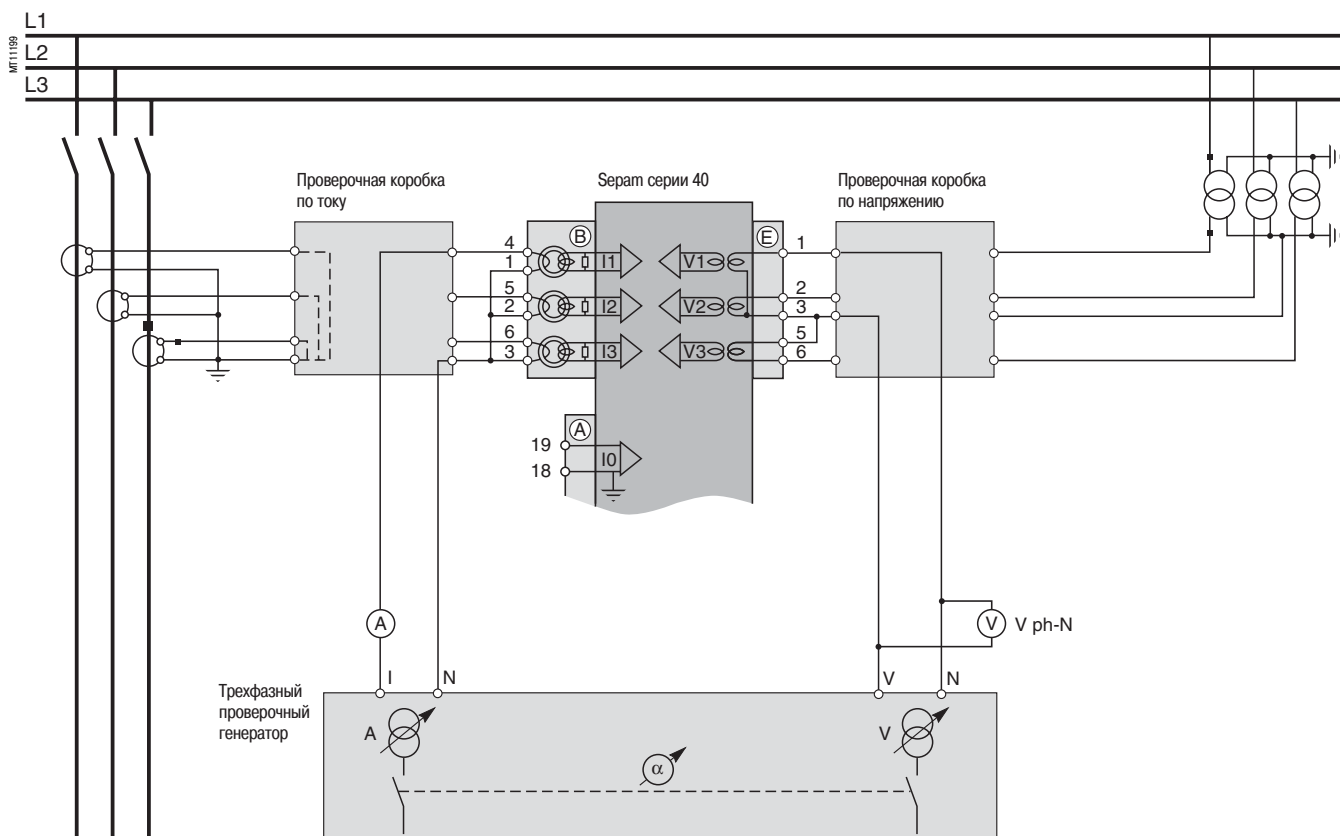 L1
MT11199
L2
L3
Проверочная коробка
по току
Sepam серии 40
Проверочная коробка
по напряжению
4
B
E
1
1
I1
V1
5
2
2
I2
V2
3
6
5
3
I3
V3
6
19
A
I0
18
A
V
V ph-N
I
N
V
N
Трехфазный
проверочный
генератор
A
V
α